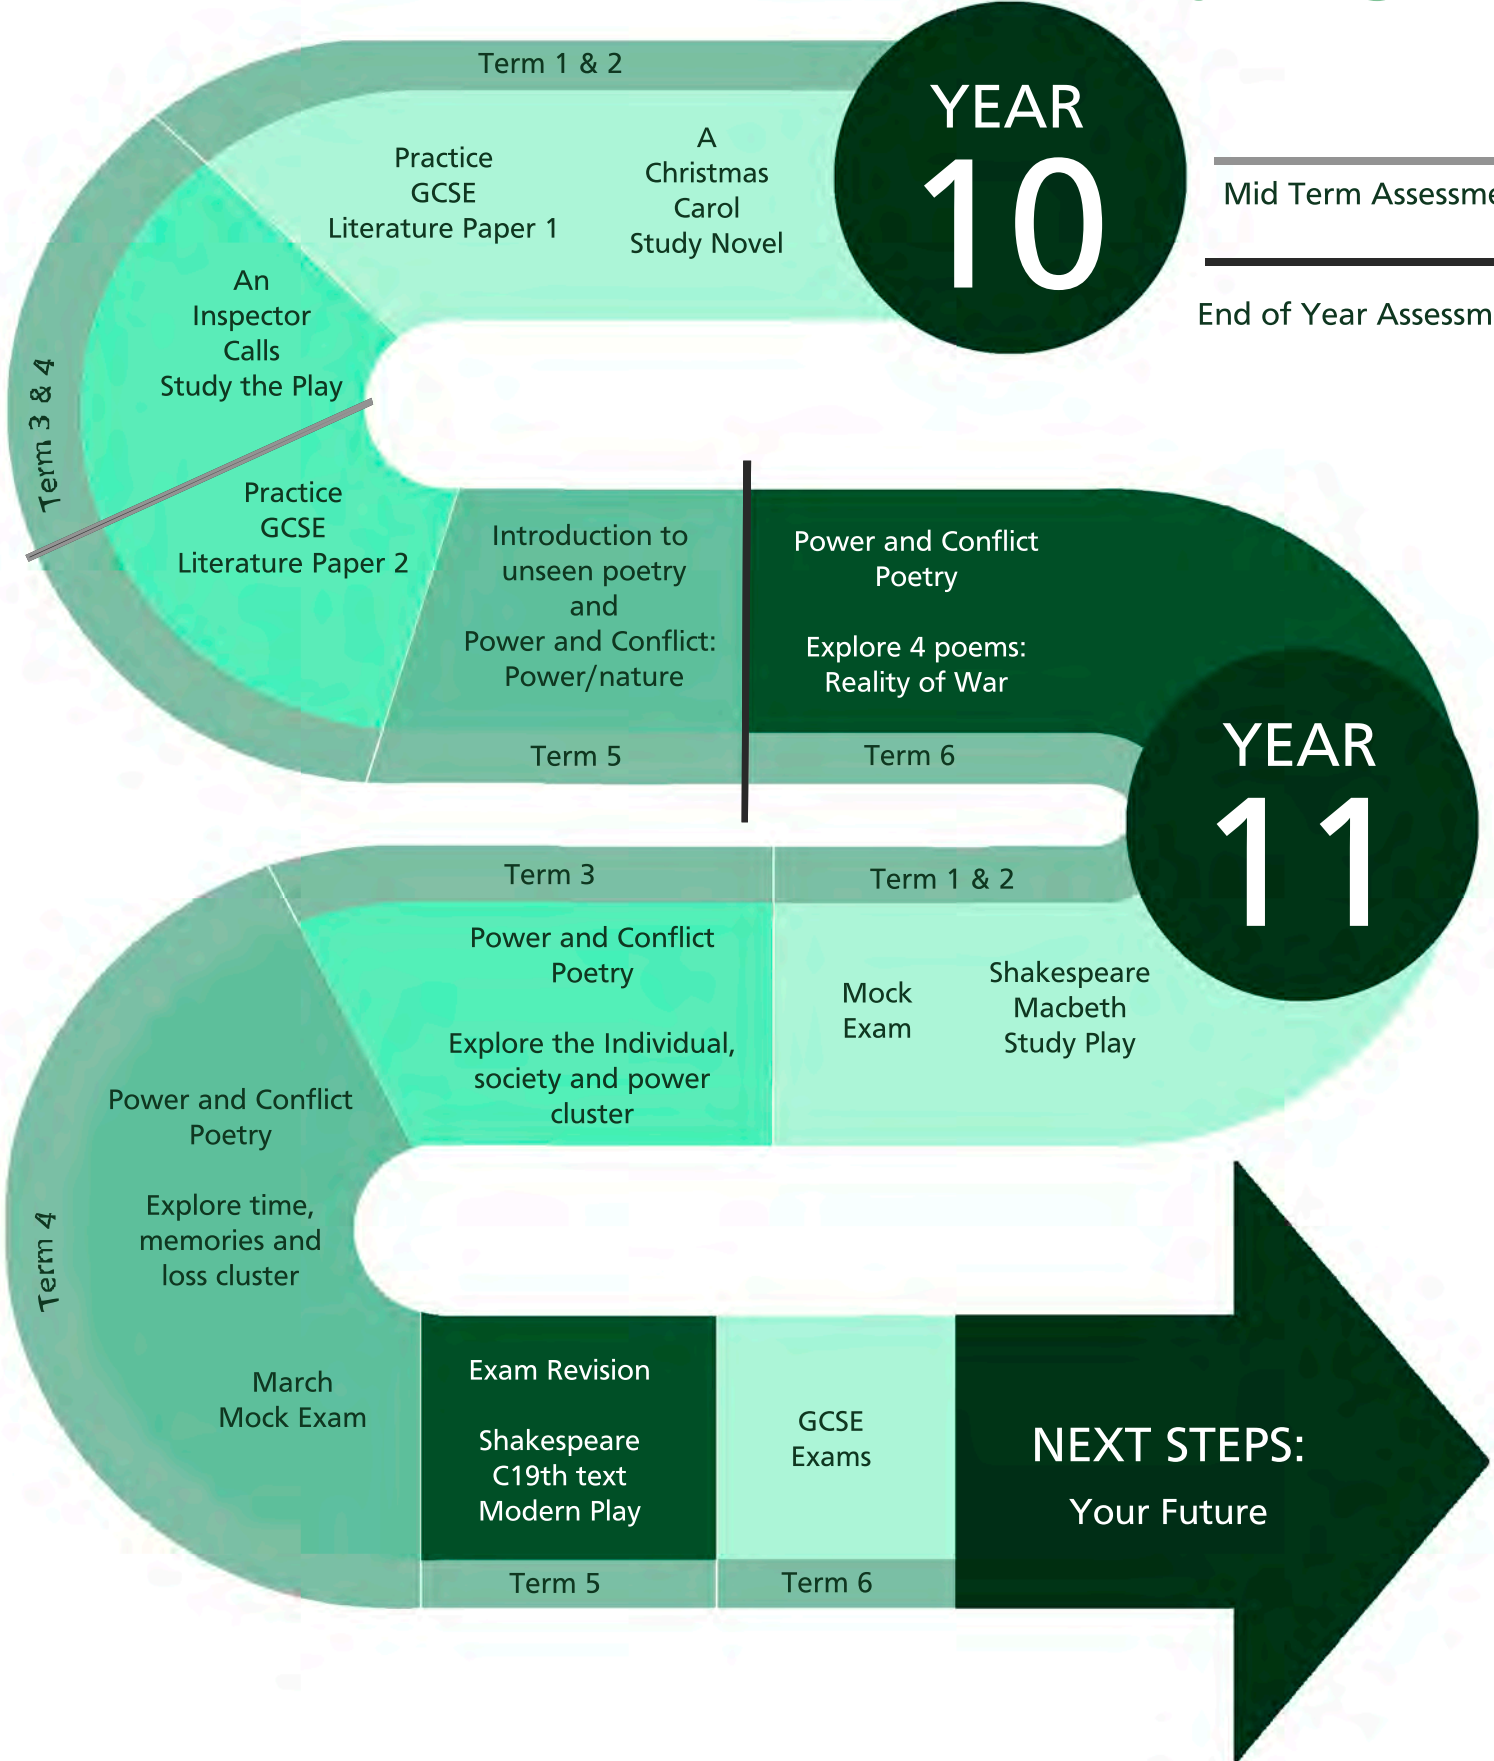 YEAR
10
Mid Term Assessme
End of Year Assessm
Term 1 & 2
A
Christmas
Carol
Study Novel
Practice
GCSE
Literature Paper 1
Term 3 & 4
An
Inspector
Calls
Study the Play
Practice
GCSE
Literature Paper 2
Introduction to
unseen poetry
and
Power and Conflict:
Power/nature
Term 5
Power and Conflict
Poetry
Explore 4 poems:
Reality of War
Term 6
YEAR
11
Term 1 & 2
Shakespeare
Macbeth
Study Play
Mock
Exam
Term 3
Power and Conflict
Poetry
Explore the Individual,
society and power
cluster
Term 4
Power and Conflict
Poetry
Explore time,
memories and
loss cluster
March
Mock Exam
Exam Revision
Shakespeare
C19th text
Modern Play
Term 5
GCSE
Exams
Term 6
NEXT STEPS:
Your Future